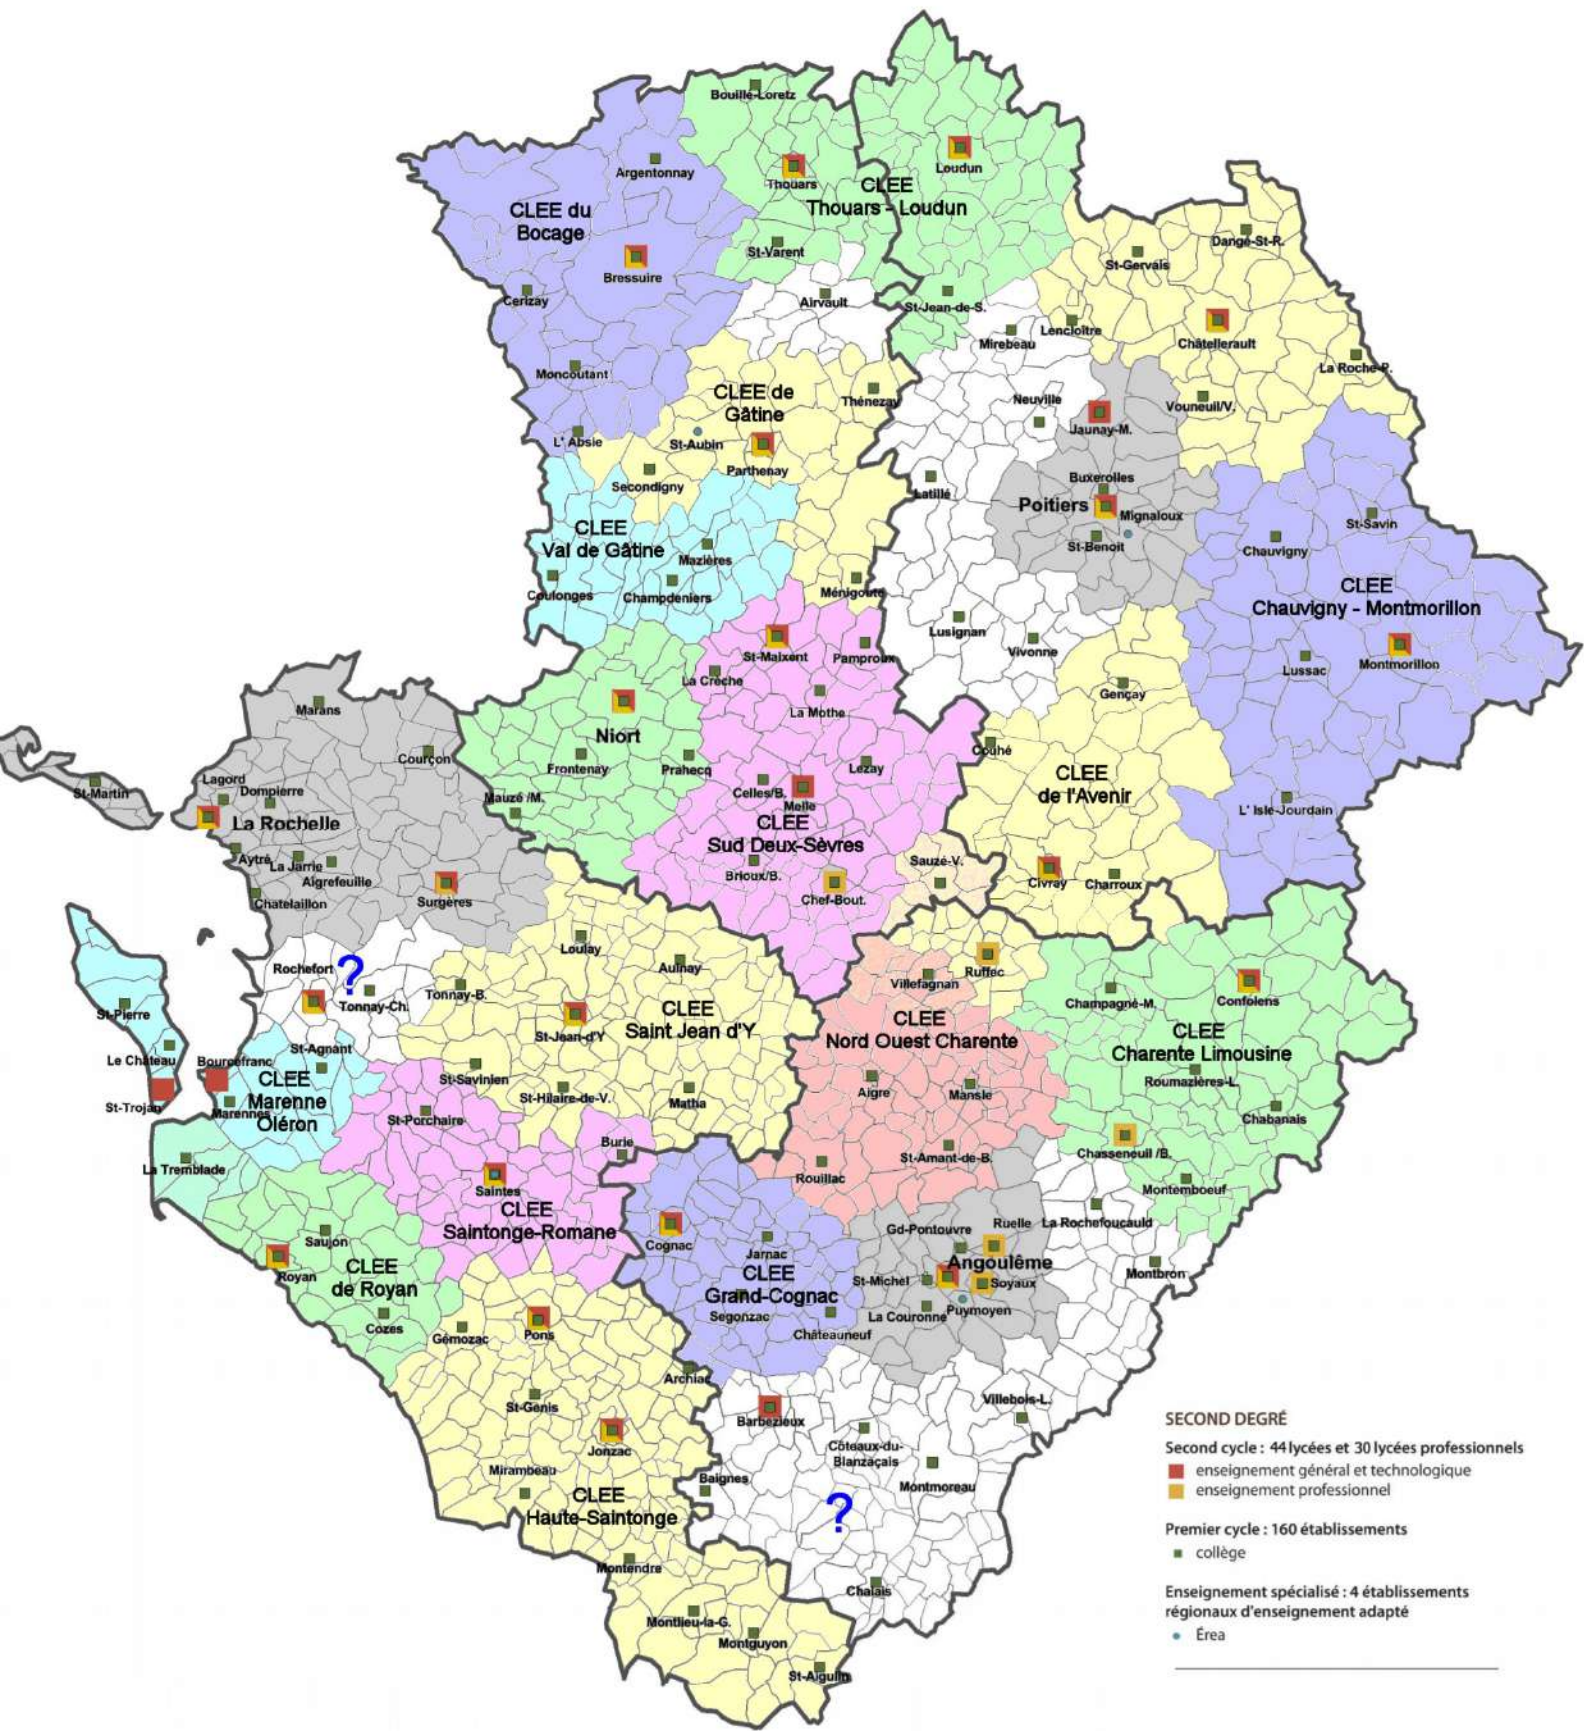 Bouillé-Loretz
Argentonnay
Thouars
Loudun
CLEE
Thouars - Loudun
CLEE du
Bocage
St-Varent
Dangé-St-R.
St-Gervais
Bressuire
Cerizay
Airvault
St-Jean-de-S.
Mirebeau
Lencloître
Châtellerault
La Roche-P.
Moncoutant
CLEE de
Gâtine
Thénezay
Neuville
Jaunay-M.
Vouneuil/V.
L' Absie
St-Aubin
Parthenay
Secondigny
Latillé
Buxerolles
Poitiers
Mignaloux
St-Benoit
St-Savin
Chauvigny
CLEE
Val de Gâtine
Mazières
Coulonges
Champdeniers
Ménigoute
CLEE
Chauvigny - Montmorillon
Lusignan
Vivonne
Lussac
Montmorillon
St-Maixent
Pamproux
La Crèche
La Mothe
Gençay
Marans
Niort
Courçon
Frontenay
Prahecq
Lezay
Couhé
CLEE
de l'Avenir
St-Martin
Lagord
Dompierre
Mauzé /M.
Celles/B.
Melle
L' Isle-Jourdain
La Rochelle
CLEE
Sud Deux-Sèvres
Aytré
La Jarrie
Aigrefeuille
Brioux/B.
Sauzé-V.
Civray
Charroux
Chatelaillon
Surgères
Chef-Bout.
Loulay
Aulnay
Rochefort
?
Tonnay-Ch.
Tonnay-B.
Ruffec
Villefagnan
Champagné-M.
Confolens
St-Pierre
St-Jean-d'Y
CLEE
Saint Jean d'Y
CLEE
Nord Ouest Charente
CLEE
Charente Limousine
Le Château
Bourcefranc
St-Agnant
St-Savinien
Roumazières-L.
CLEE
Marenne
Oléron
St-Trojan
Marennes
St-Hilaire-de-V.
Matha
Aigre
Mansle
Chabanais
St-Porchaire
Burie
La Tremblade
Saintes
Rouillac
St-Amant-de-B.
Chasseneuil /B.
Montemboeuf
CLEE
Saintonge-Romane
Cognac
Jarnac
Gd-Pontouvre
Ruelle
La Rochefoucauld
Saujon
Royan
CLEE
de Royan
CLEE
Grand-Cognac
Angoulême
St-Michel
Soyaux
Montbron
Cozes
Gémozac
Pons
Segonzac
Châteauneuf
La Couronne
Puymoyen
Archiac
St-Genis
Barbezieux
Villebois-L.
Jonzac
Côteaux-du-
Blanzaçais
Mirambeau
Baignes
Montmoreau
CLEE
Haute-Saintonge
?
Montendre
Chalais
Montlieu-la-G.
Montguyon
St-Aigulin
SECOND DEGRÉ
Second cycle : 44 lycées et 30 lycées professionnels
enseignement général et technologique
enseignement professionnel
Premier cycle : 160 établissements
collège
Enseignement spécialisé : 4 établissements
régionaux d'enseignement adapté
Érea